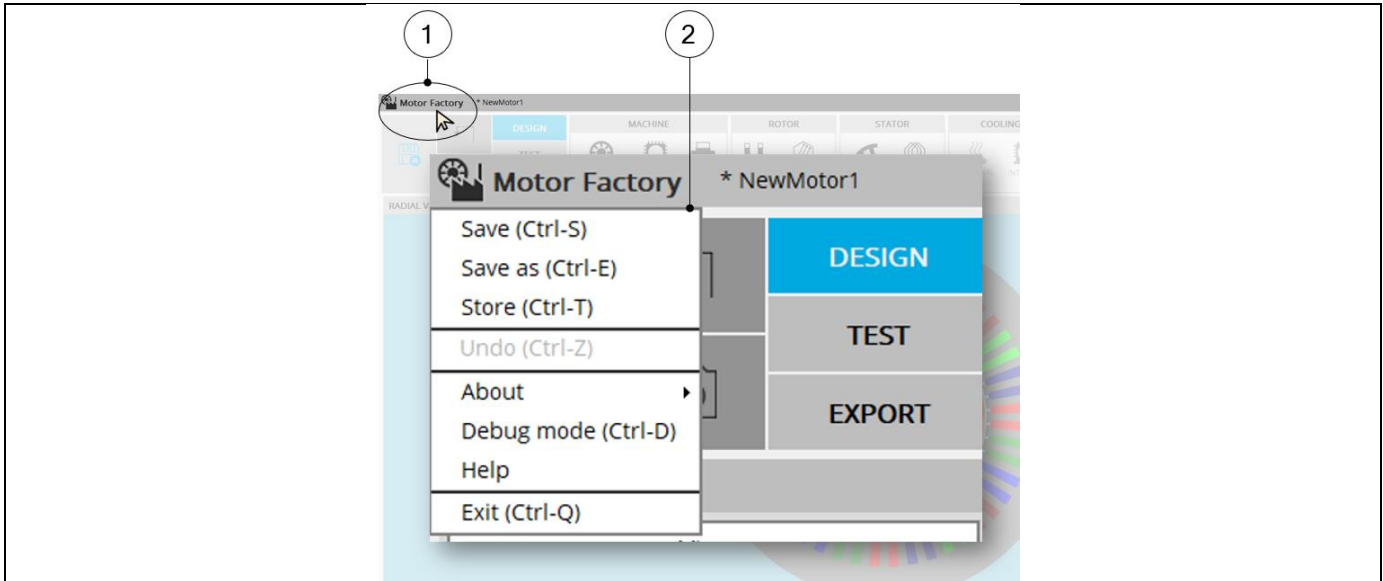 1
2
Motor Factory * NewMotor1
DESIGN
MACHINE
ROTOR
STATOR
COOLING
TEST
RADIAL V
Motor Factory * NewMotor1
Save (Ctrl-S)
Save as (Ctrl-E)
Store (Ctrl-T)
Undo (Ctrl-Z)
About
Debug mode (Ctrl-D)
Help
Exit (Ctrl-Q)
DESIGN
TEST
EXPORT